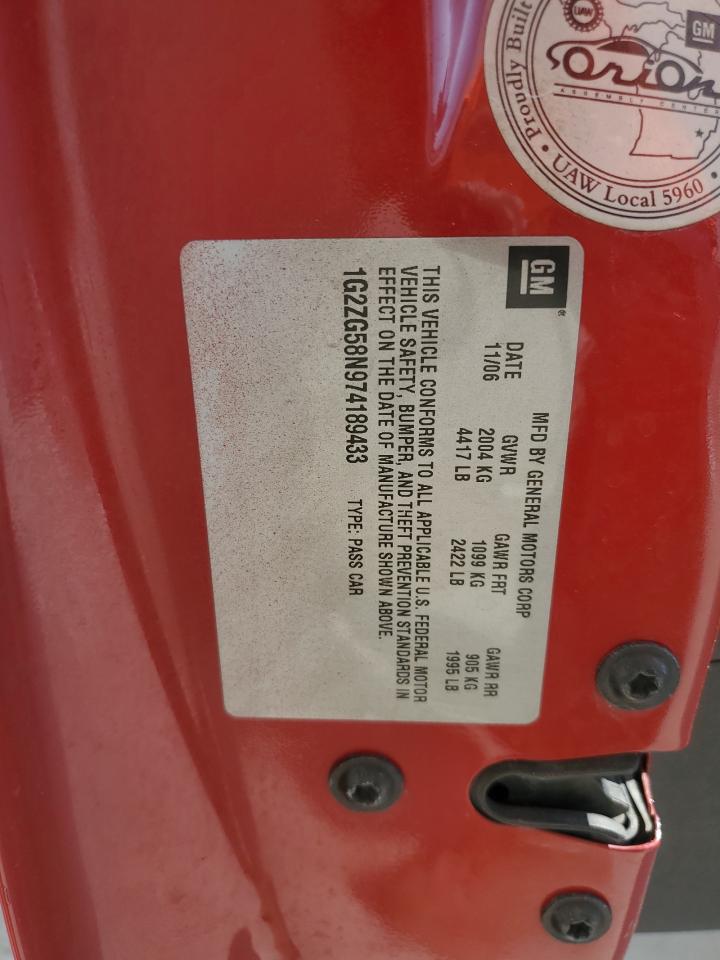 Proudly Built
UAW
GM
Orion
ASSEMBLY CENTER
• UAW Local 5960 •
GM®
MFD BY GENERAL MOTORS CORP
DATE GVWR GAWR FRT GAWR RR
11/06 2004 KG 1099 KG 905 KG
4417 LB 2422 LB 1995 LB
THIS VEHICLE CONFORMS TO ALL APPLICABLE U.S. FEDERAL MOTOR
VEHICLE SAFETY, BUMPER, AND THEFT PREVENTION STANDARDS IN
EFFECT ON THE DATE OF MANUFACTURE SHOWN ABOVE.
1G2ZG58N974189433 TYPE: PASS CAR